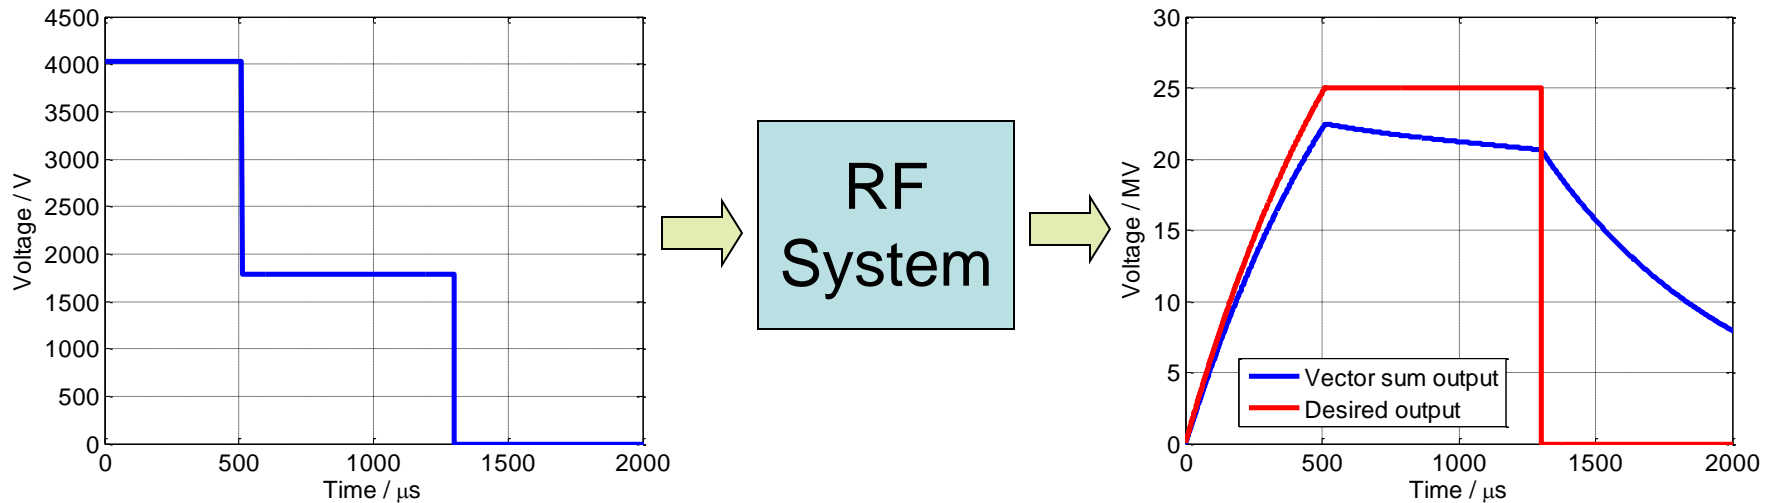 4500
4000
3500
3000
2500
2000
1500
1000
500
0
Voltage / V
0 500 1000 1500 2000
Time / μs
RF
System
30
25
20
15
10
5
0
Voltage / MV
Vector sum output
Desired output
0 500 1000 1500 2000
Time / μs